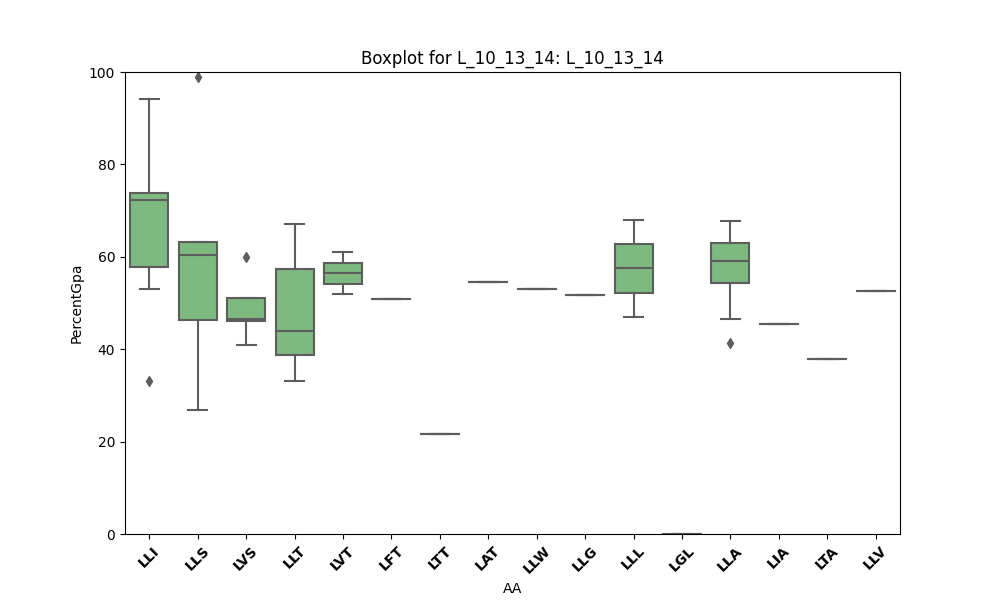 Boxplot for L_10_13_14: L_10_13_14
PercentGpa
100
80
60
40
20
0
LLI
LLS
LVS
LLT
LVT
LFT
LTT
LAT
LLW
LLG
LLL
LGL
LLA
LIA
LTA
LLV
AA